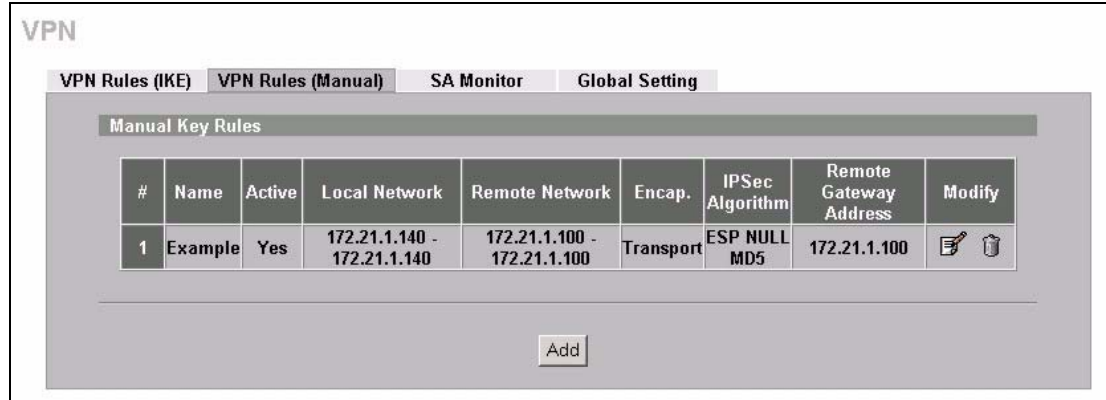 VPN
VPN Rules (IKE) VPN Rules (Manual) SA Monitor Global Setting
Manual Key Rules
# Name Active Local Network Remote Network Encap. IPSec Algorithm Remote Gateway Address Modify
1 Example Yes 172.21.1.140 - 172.21.1.140 172.21.1.100 - 172.21.1.100 Transport ESP NULL MD5 172.21.1.100
Add